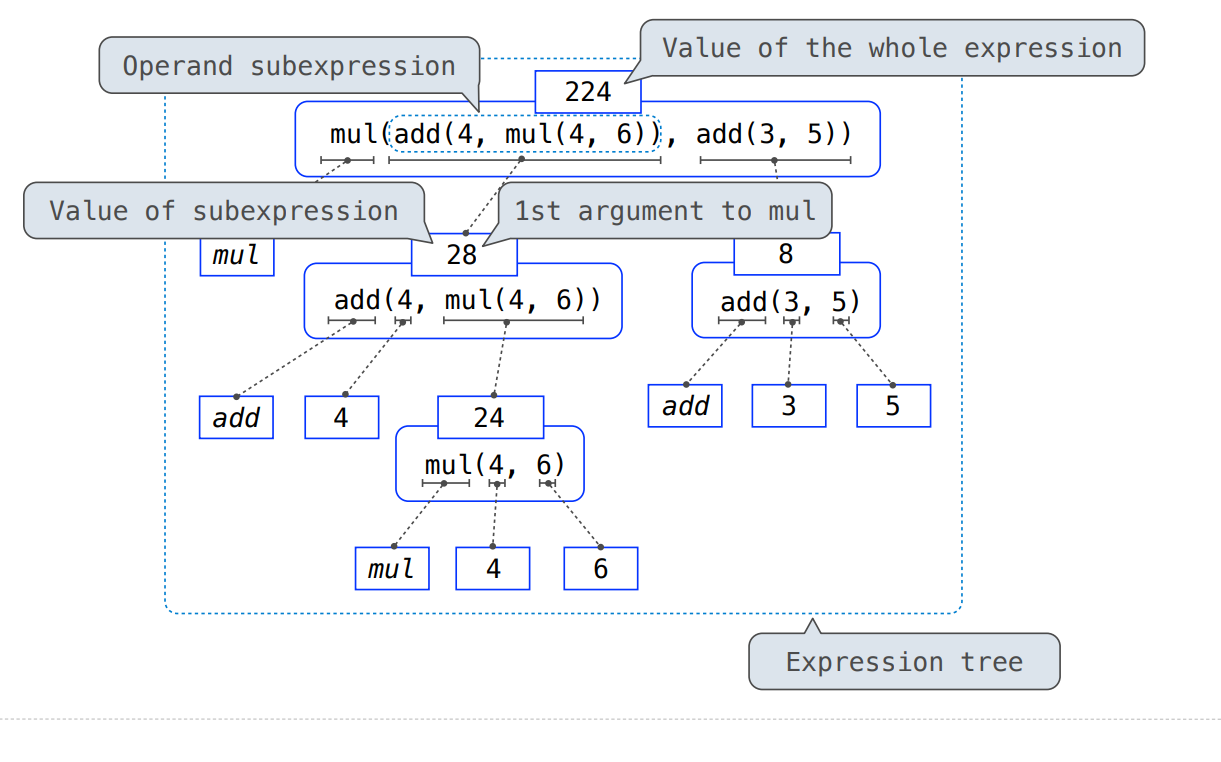 Value of the whole expression
Operand subexpression
224
mul(add(4, mul(4, 6)), add(3, 5))
Value of subexpression
1st argument to mul
mul
28
8
add(4, mul(4, 6))
add(3, 5)
add
4
24
add
3
5
mul(4, 6)
mul
4
6
Expression tree